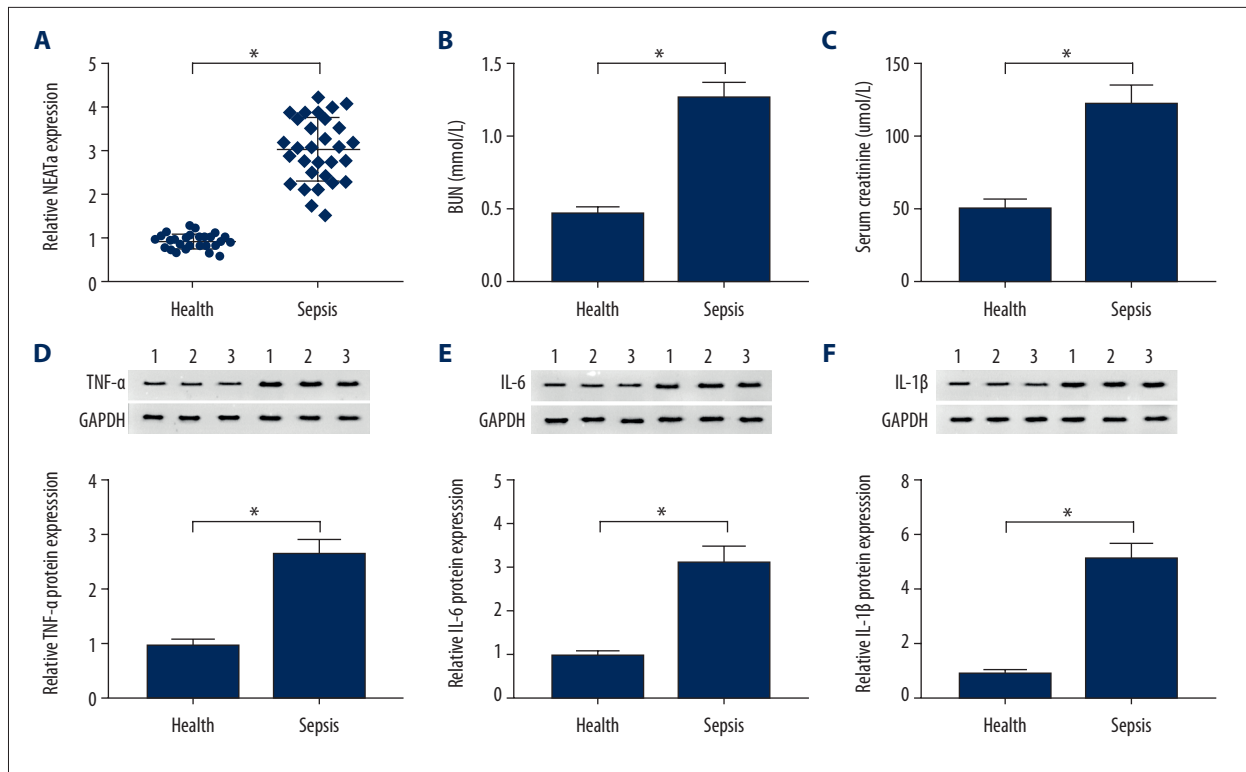 A
Relative NEATa expression
5
4
3
2
1
0
*
Health
Sepsis
B
BUN (mmol/L)
1.5
1.0
0.5
0.0
*
Health
Sepsis
C
Serum creatinine (umol/L)
150
100
50
0
*
Health
Sepsis
D
1 2 3 1 2 3
TNF-α
GAPDH
Relative TNF-α protein expresssion
4
3
2
1
0
*
Health
Sepsis
E
1 2 3 1 2 3
IL-6
GAPDH
Relative IL-6 protein expresssion
5
4
3
2
1
0
*
Health
Sepsis
F
1 2 3 1 2 3
IL-1β
GAPDH
Relative IL-1β protein expresssion
8
6
4
2
0
*
Health
Sepsis